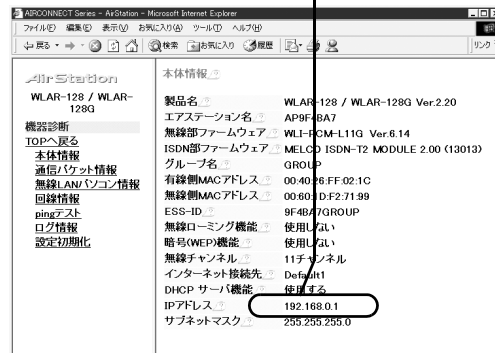 AIRCONNECT Series - AirStation - Microsoft Internet Explorer
ファイル(F) 編集(E) 表示(V) お気に入り(A) ツール(T) ヘルプ(H)
戻る 検索 お気に入り 履歴 リンク
AirStation
WLAR-128 / WLAR-128G
機器診断
TOPへ戻る
本体情報
通信パケット情報
無線LANパソコン情報
回線情報
pingテスト
ログ情報
設定初期化
本体情報
製品名 WLAR-128 / WLAR-128G Ver.2.20
エアステーション名 AP9F4BA7
無線部ファームウェア WLI-PCM-L11G Ver.6.14
ISDN部ファームウェア MELCO ISDN-T2 MODULE 2.00 (13013)
グループ名 GROUP
有線側MACアドレス 00:40:26:FF:02:1C
無線側MACアドレス 00:60:1D:F2:71:99
ESS-ID 9F4BA7GROUP
無線ローミング機能 使用しない
暗号(WEP)機能 使用しない
無線チャンネル 11チャンネル
インターネット接続先 Default1
DHCP サーバ機能 使用する
IPアドレス 192.168.0.1
サブネットマスク 255.255.255.0